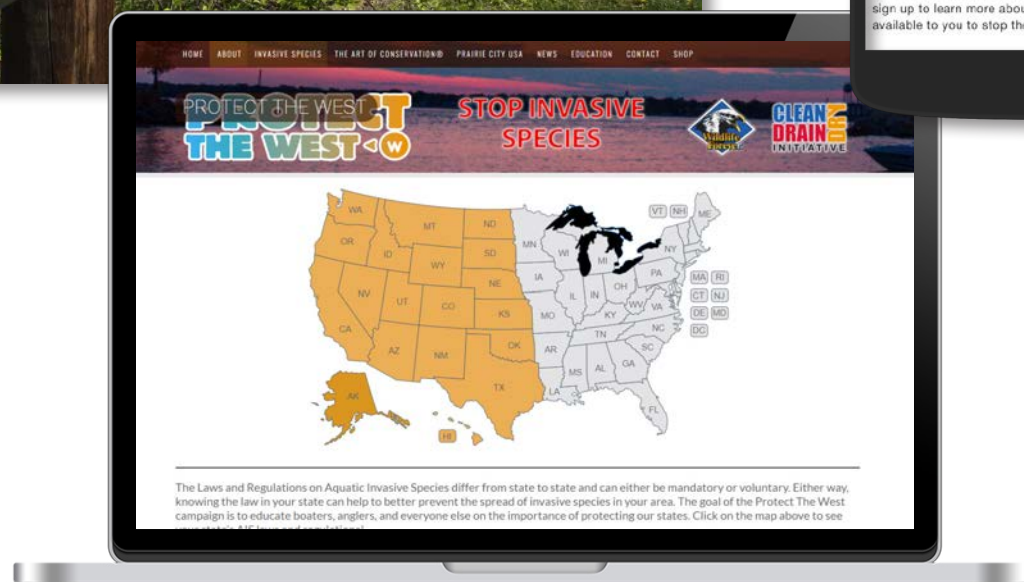 sign up to learn more abou
available to you to stop th
HOME ABOUT INVASIVE SPECIES THE ART OF CONSERVATION® PRAIRIE CITY USA NEWS EDUCATION CONTACT SHOP
PROTECT THE WEST
PROTECT
THE WEST W
STOP INVASIVE
SPECIES
Wildlife
Forever
CLEAN
DRAIN
DRY
INITIATIVE
WA MT ND MN VT NH ME
OR ID SD WI MI NY
WY IA PA MA RI
NV UT CO NE IL IN OH CT NJ
CA KS MO KY WV VA DE MD
AZ NM OK AR TN NC DC
TX MS AL GA SC
LA FL
AK HI
The Laws and Regulations on Aquatic Invasive Species differ from state to state and can either be mandatory or voluntary. Either way,
knowing the law in your state can help to better prevent the spread of invasive species in your area. The goal of the Protect The West
campaign is to educate boaters, anglers, and everyone else on the importance of protecting our states. Click on the map above to see
your state's AIS laws and regulations!